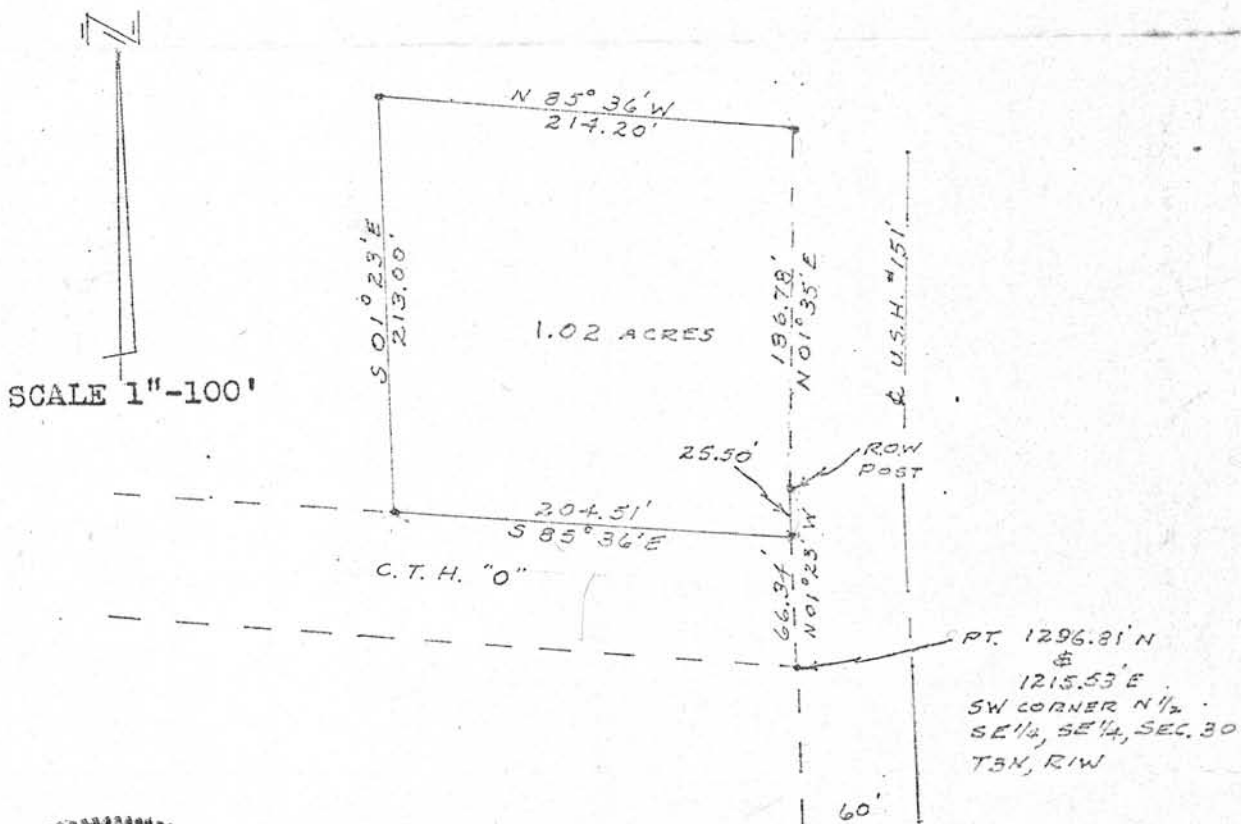 N
N 85° 36' W
214.20'
S 01° 23' E
213.00'
1.02 ACRES
N 01° 35' E
₵ U.S.H. #151'
SCALE 1"-100'
25.50'
ROW
POST
204.51'
S 85° 36' E
C. T. H. "O"
66.34'
N 01° 23' W
PT. 1296.81' N
&
1215.53' E
SW CORNER N 1/2
SE 1/4, SE 1/4, SEC. 30
T3N, R1W
60'